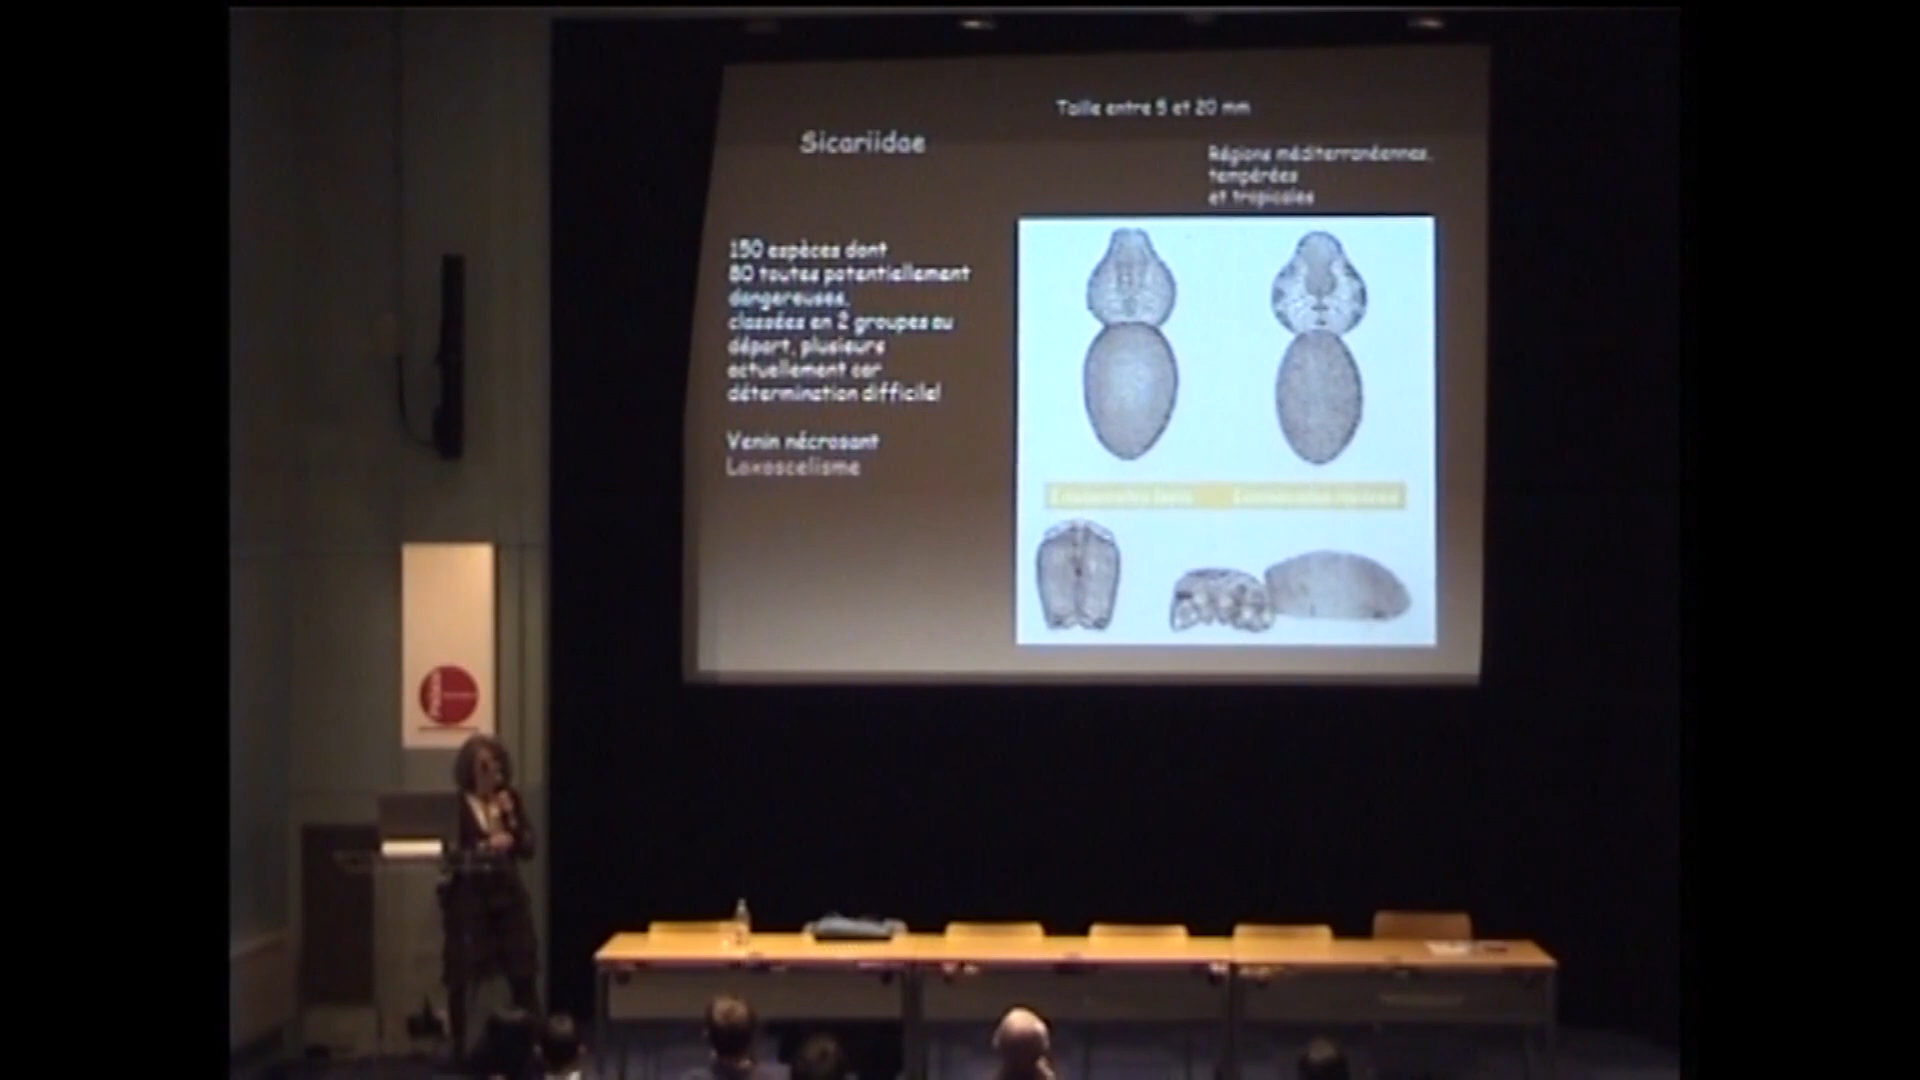 Taille entre 5 et 20 mm
Sicariidae
Régions méditerranéennes,
tempérées
et tropicales
150 espèces dont
80 toutes potentiellement
dangereuses,
classées en 2 groupes au
départ, plusieurs
actuellement car
détermination difficile!
Venin nécrosant
Loxoscelisme